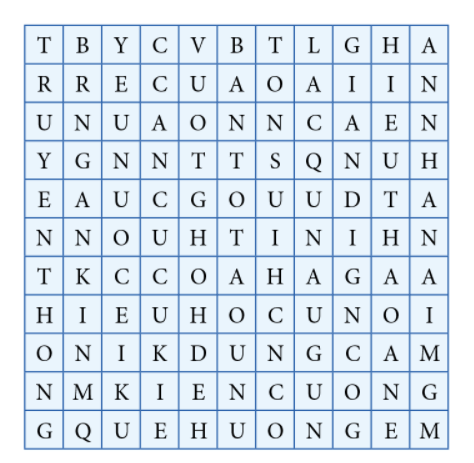 T B Y C V B T L G H A
R R E C U A O A I I N
U N U A O N N C A E N
Y G N N T T S Q N U H
E A U C G O U U D T A
N N O U H T I N I H N
T K C C O A H A G A A
H I E U H O C U N O I
O N I K D U N G C A M
N M K I E N C U O N G
G Q U E H U O N G E M